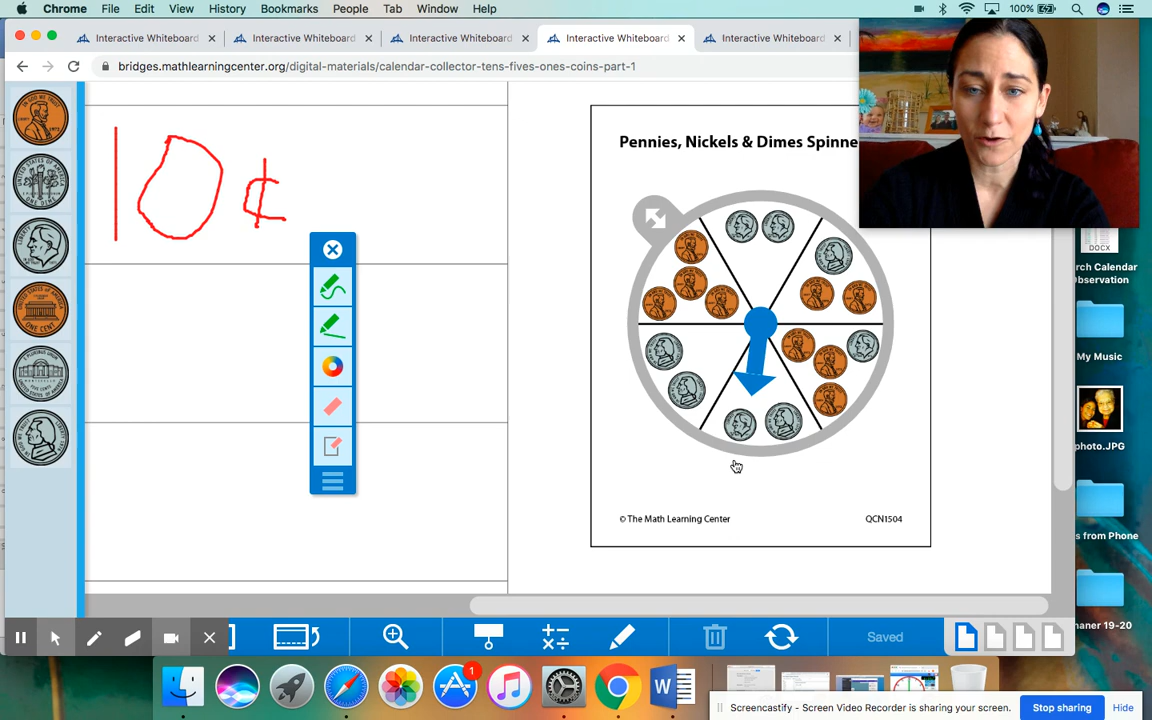 Chrome File Edit View History Bookmarks People Tab Window Help 100%
Interactive Whiteboard Interactive Whiteboard Interactive Whiteboard Interactive Whiteboard Interactive Whiteboard
bridges.mathlearningcenter.org/digital-materials/calendar-collector-tens-fives-ones-coins-part-1
10 ¢
Pennies, Nickels & Dimes Spinne
© The Math Learning Center QCN1504
DOCX
rch Calendar
Observation
My Music
photo.JPG
s from Phone
haner 19-20
Saved
1
W
Screencastify - Screen Video Recorder is sharing your screen. Stop sharing Hide